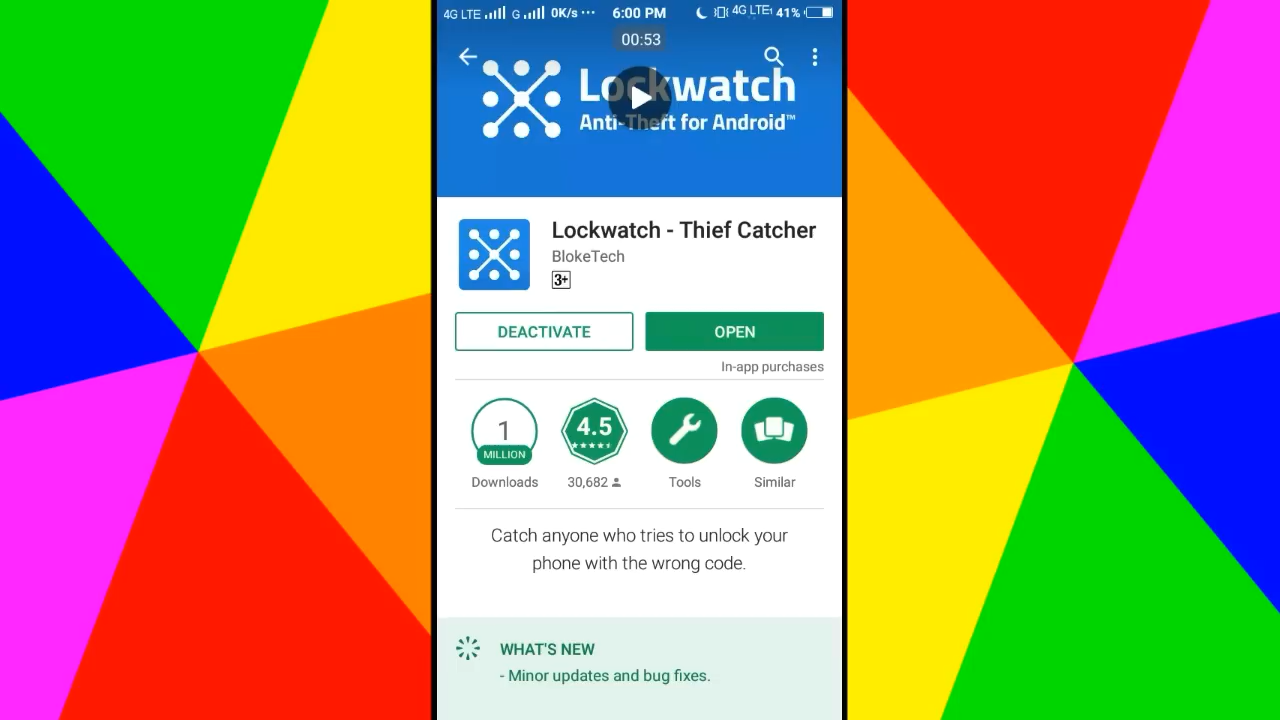 4G LTE G 0K/s ··· 6:00 PM 4G LTE 41%
00:53
Lockwatch
Anti-Theft for Android™
Lockwatch - Thief Catcher
BlokeTech
3+
DEACTIVATE OPEN
In-app purchases
1 MILLION 4.5
Downloads 30,682 Tools Similar
Catch anyone who tries to unlock your
phone with the wrong code.
WHAT'S NEW
- Minor updates and bug fixes.